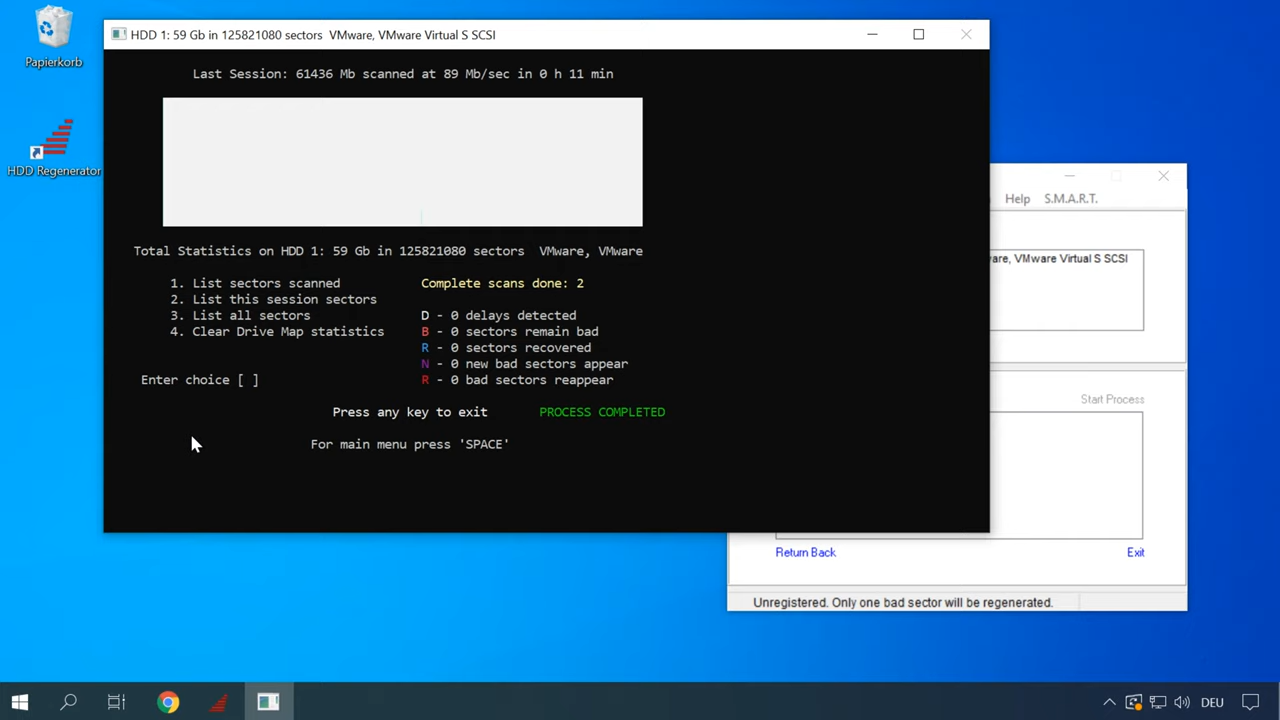 Papierkorb
HDD Regenerator
HDD 1: 59 Gb in 125821080 sectors  VMware, VMware Virtual S SCSI
Last Session: 61436 Mb scanned at 89 Mb/sec in 0 h 11 min
Total Statistics on HDD 1: 59 Gb in 125821080 sectors  VMware, VMware
1. List sectors scanned
Complete scans done: 2
2. List this session sectors
3. List all sectors
D - 0 delays detected
4. Clear Drive Map statistics
B - 0 sectors remain bad
R - 0 sectors recovered
N - 0 new bad sectors appear
Enter choice [ ]
R - 0 bad sectors reappear
Press any key to exit
PROCESS COMPLETED
For main menu press 'SPACE'
Help
S.M.A.R.T.
are, VMware Virtual S SCSI
Start Process
Return Back
Exit
Unregistered. Only one bad sector will be regenerated.
DEU